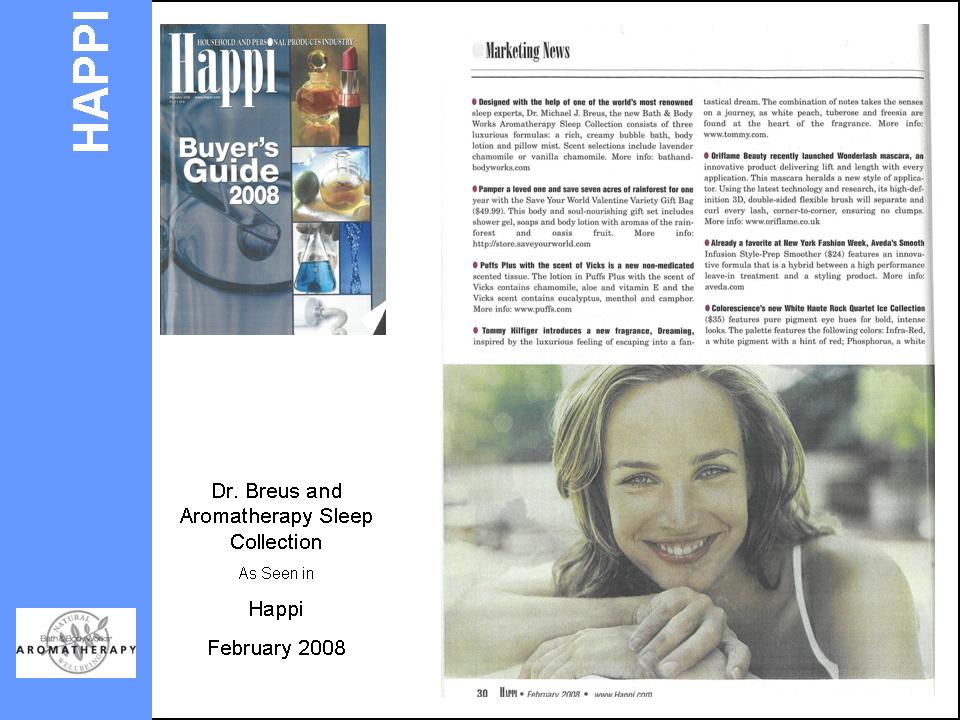 HAPPI
HOUSEHOLD AND PERSONAL PRODUCTS INDUSTRY
Happi
www.happi.com
Buyer's
Guide
2008
Dr. Breus and
Aromatherapy Sleep
Collection
As Seen in
Happi
February 2008
NATURAL
Bath & Body Works
AROMATHERAPY
WELLBEING
Marketing News
Designed with the help of one of the world's most renowned
sleep experts, Dr. Michael J. Breus, the new Bath & Body
Works Aromatherapy Sleep Collection consists of three
luxurious formulas: a rich, creamy bubble bath, body
lotion and pillow mist. Scent selections include lavender
chamomile or vanilla chamomile. More info: bathand-
bodyworks.com
Pamper a loved one and save seven acres of rainforest for one
year with the Save Your World Valentine Variety Gift Bag
($49.99). This body and soul-nourishing gift set includes
shower gel, soaps and body lotion with aromas of the rain-
forest and oasis fruit. More info:
http://store.saveyourworld.com
Puffs Plus with the scent of Vicks is a new non-medicated
scented tissue. The lotion in Puffs Plus with the scent of
Vicks contains chamomile, aloe and vitamin E and the
Vicks scent contains eucalyptus, menthol and camphor.
More info: www.puffs.com
Tommy Hilfiger introduces a new fragrance, Dreaming,
inspired by the luxurious feeling of escaping into a fan-
tastical dream. The combination of notes takes the senses
on a journey, as white peach, tuberose and freesia are
found at the heart of the fragrance. More info:
www.tommy.com.
Oriflame Beauty recently launched Wonderlash mascara, an
innovative product delivering lift and length with every
application. This mascara heralds a new style of applica-
tor. Using the latest technology and research, its high-def-
inition 3D, double-sided flexible brush will separate and
curl every lash, corner-to-corner, ensuring no clumps.
More info: www.oriflame.co.uk
Already a favorite at New York Fashion Week, Aveda's Smooth
Infusion Style-Prep Smoother ($24) features an innova-
tive formula that is a hybrid between a high performance
leave-in treatment and a styling product. More info:
aveda.com
Colorescience's new White Haute Rock Quartet Ice Collection
($35) features pure pigment eye hues for bold, intense
looks. The palette features the following colors: Infra-Red,
a white pigment with a hint of red; Phosphorus, a white
30 HAPPI • February 2008 • www.Happi.com